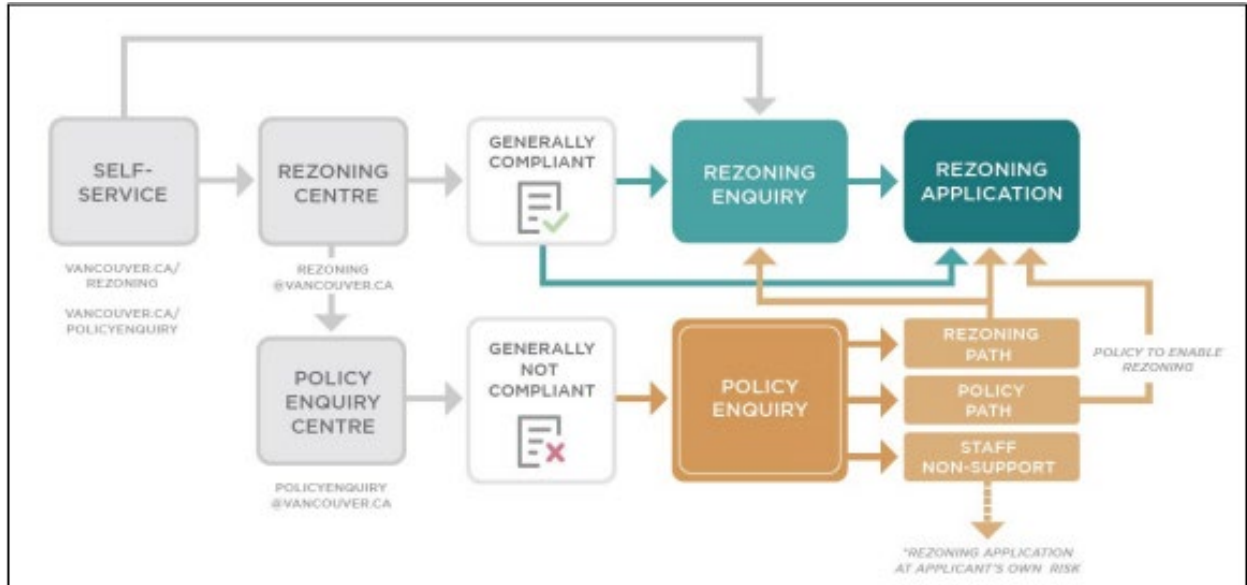 SELF-
SERVICE
VANCOUVER.CA/
REZONING
VANCOUVER.CA/
POLICYENQUIRY
REZONING
CENTRE
REZONING
@VANCOUVER.CA
GENERALLY
COMPLIANT
REZONING
ENQUIRY
REZONING
APPLICATION
POLICY
ENQUIRY
CENTRE
POLICYENQUIRY
@VANCOUVER.CA
GENERALLY
NOT
COMPLIANT
POLICY
ENQUIRY
REZONING
PATH
POLICY
PATH
STAFF
NON-SUPPORT
POLICY TO ENABLE
REZONING
*REZONING APPLICATION
AT APPLICANT'S OWN RISK